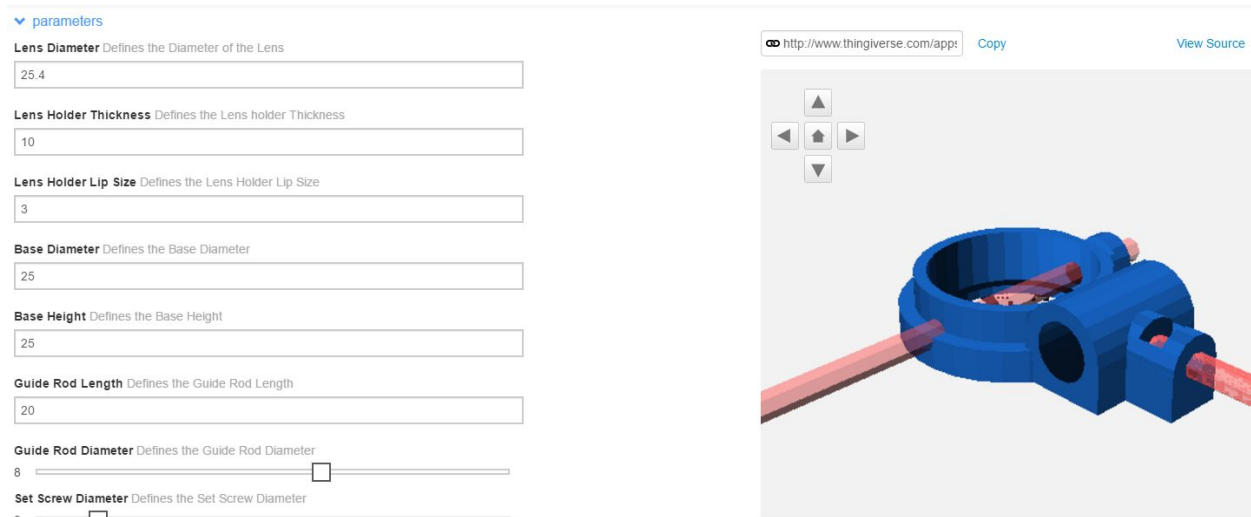 parameters
Lens Diameter Defines the Diameter of the Lens
25.4
Lens Holder Thickness Defines the Lens holder Thickness
10
Lens Holder Lip Size Defines the Lens Holder Lip Size
3
Base Diameter Defines the Base Diameter
25
Base Height Defines the Base Height
25
Guide Rod Length Defines the Guide Rod Length
20
Guide Rod Diameter Defines the Guide Rod Diameter
8
Set Screw Diameter Defines the Set Screw Diameter
http://www.thingiverse.com/apps Copy View Source